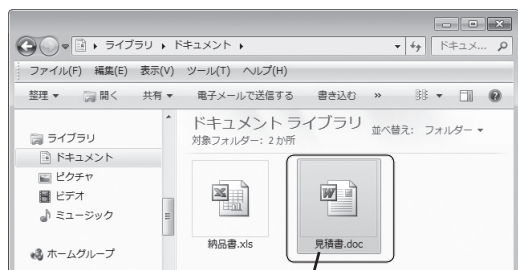 ライブラリ ▸ ドキュメント ▸
ドキュメ...
ファイル(F) 編集(E) 表示(V) ツール(T) ヘルプ(H)
整理 ▼ 開く 共有 ▼ 電子メールで送信する 書き込む »
ライブラリ
ドキュメント
ピクチャ
ビデオ
ミュージック
ホームグループ
ドキュメント ライブラリ
対象フォルダー: 2 か所
並べ替え: フォルダー ▼
納品書.xls
見積書.doc